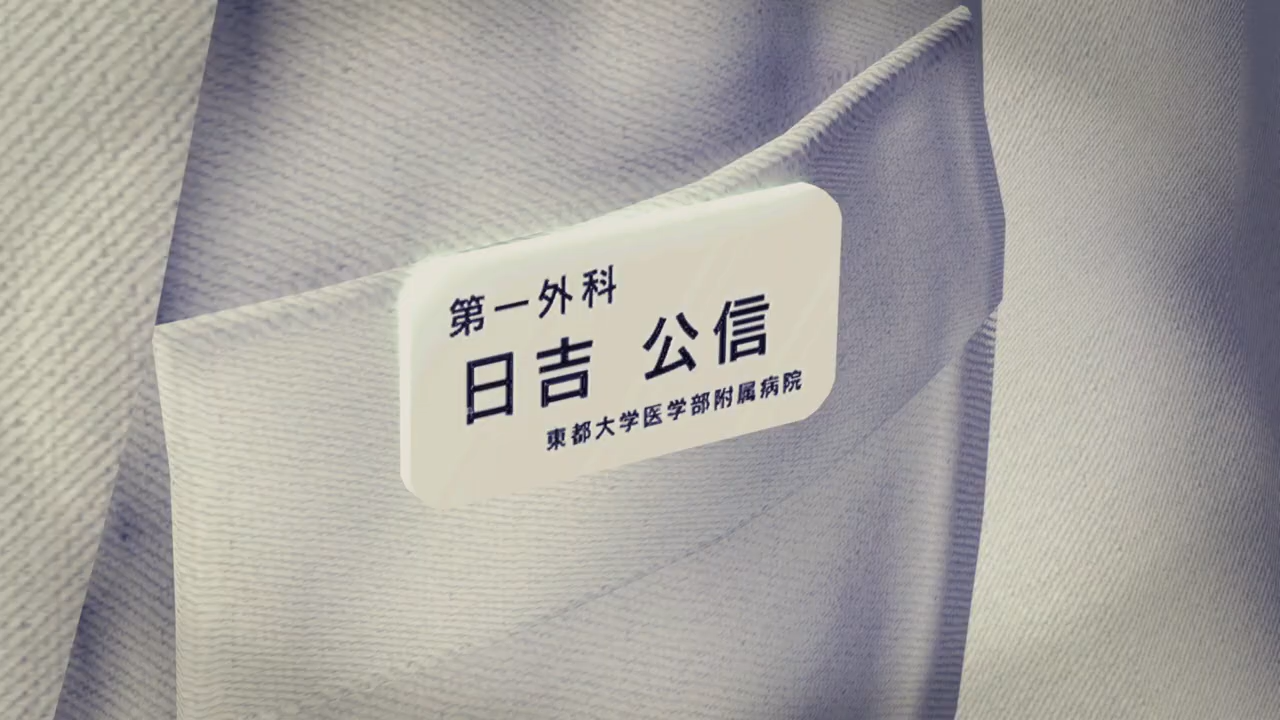 第一外科
日吉 公信
東都大学医学部附属病院